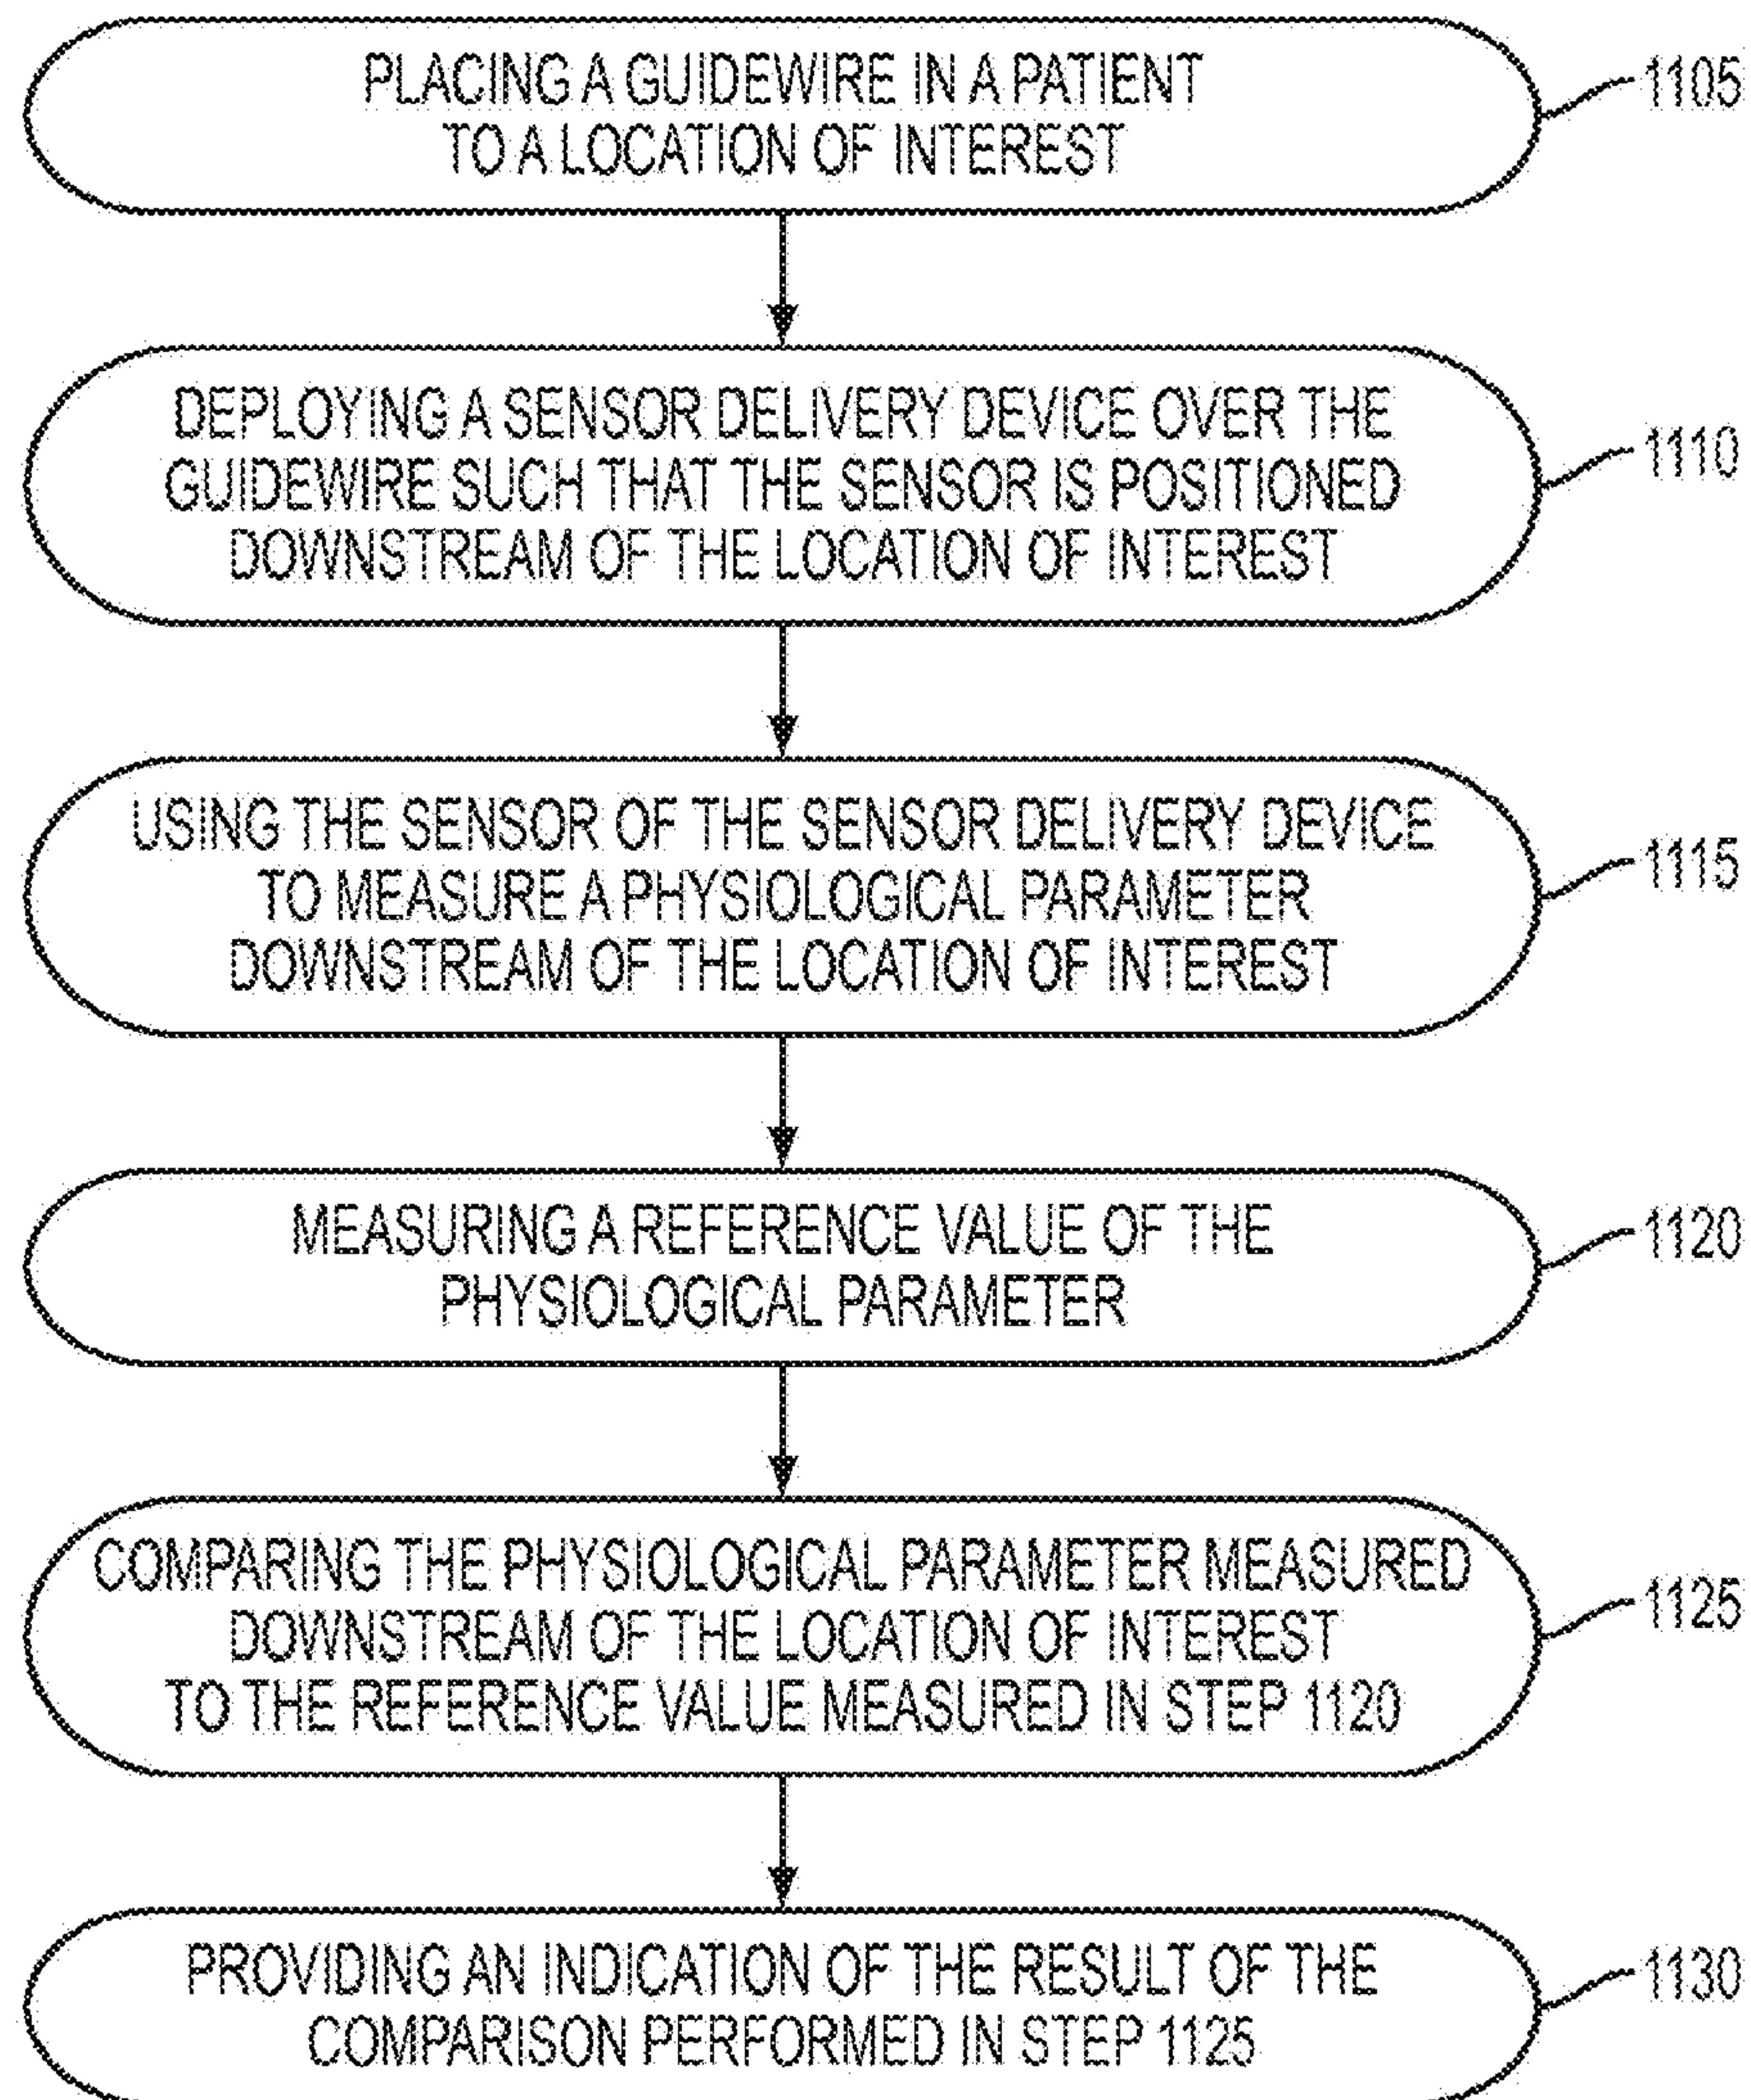 PLACING A GUIDEWIRE IN A PATIENT
TO A LOCATION OF INTEREST
1105
DEPLOYING A SENSOR DELIVERY DEVICE OVER THE
GUIDEWIRE SUCH THAT THE SENSOR IS POSITIONED
DOWNSTREAM OF THE LOCATION OF INTEREST
1110
USING THE SENSOR OF THE SENSOR DELIVERY DEVICE
TO MEASURE A PHYSIOLOGICAL PARAMETER
DOWNSTREAM OF THE LOCATION OF INTEREST
1115
MEASURING A REFERENCE VALUE OF THE
PHYSIOLOGICAL PARAMETER
1120
COMPARING THE PHYSIOLOGICAL PARAMETER MEASURED
DOWNSTREAM OF THE LOCATION OF INTEREST
TO THE REFERENCE VALUE MEASURED IN STEP 1120
1125
PROVIDING AN INDICATION OF THE RESULT OF THE
COMPARISON PERFORMED IN STEP 1125
1130